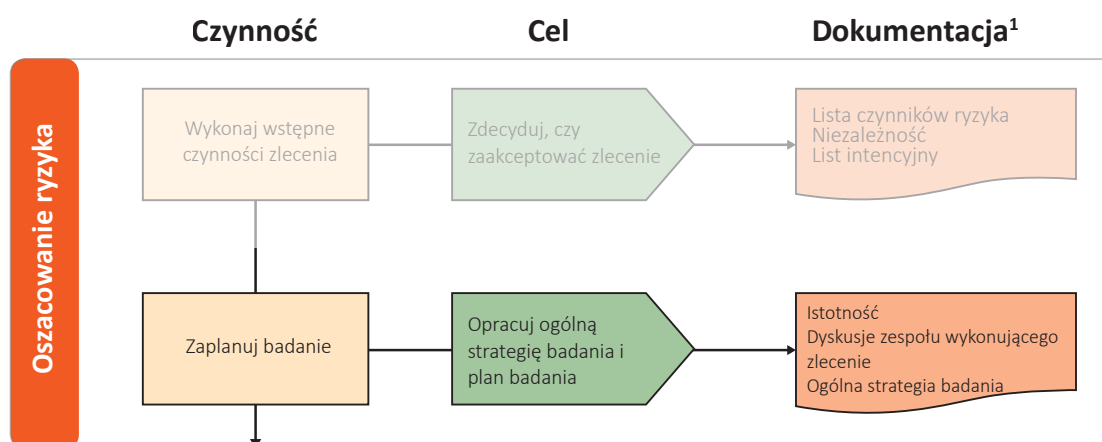 Czynność
Cel
Dokumentacja¹
Oszacowanie ryzyka
Wykonaj wstępne
czynności zlecenia
Zdecyduj, czy
zaakceptować zlecenie
Lista czynników ryzyka
Niezależność
List intencyjny
Zaplanuj badanie
Opracuj ogólną
strategię badania i
plan badania
Istotność
Dyskusje zespołu wykonującego
zlecenie
Ogólna strategia badania